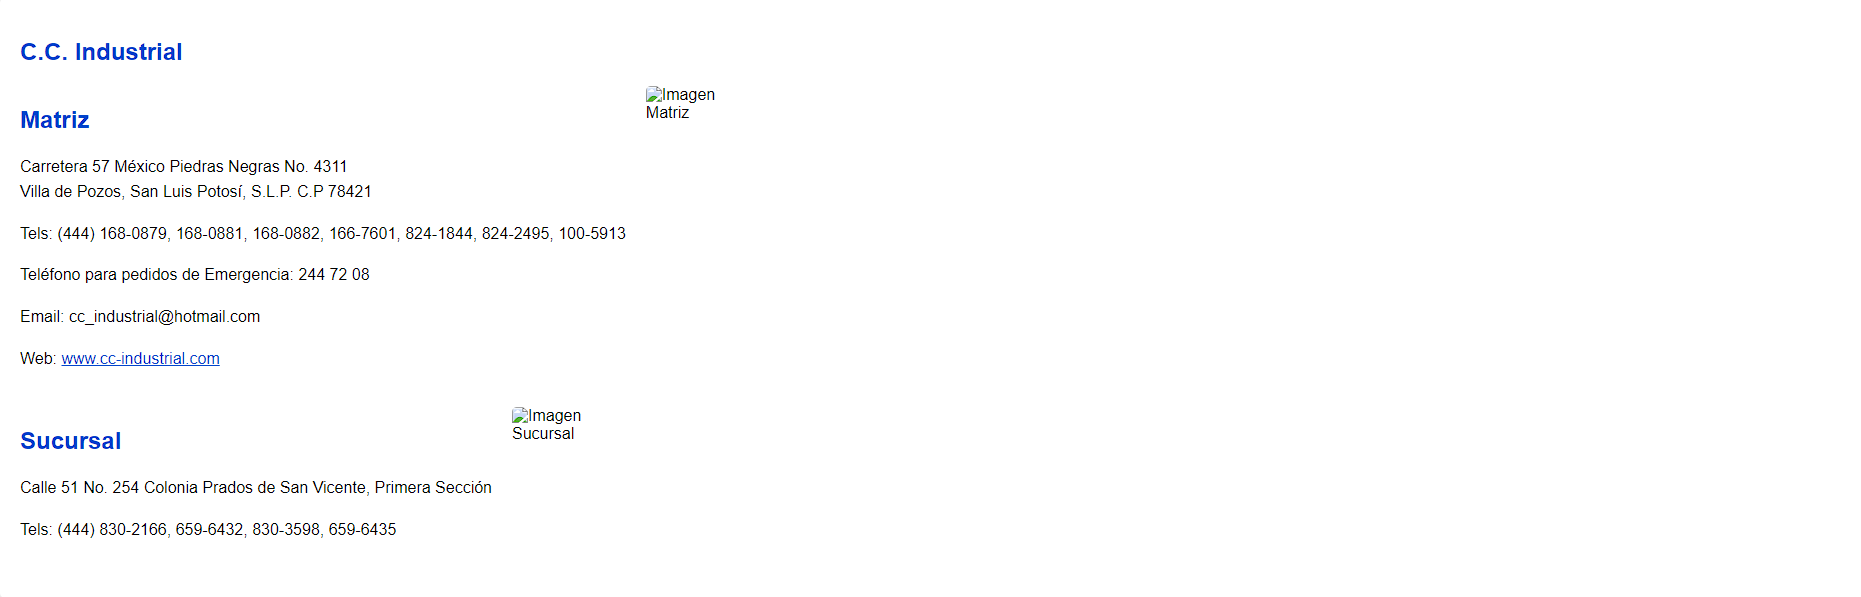 C.C. Industrial
Matriz
Imagen
Matriz
Carretera 57 México Piedras Negras No. 4311
Villa de Pozos, San Luis Potosí, S.L.P. C.P 78421
Tels: (444) 168-0879, 168-0881, 168-0882, 166-7601, 824-1844, 824-2495, 100-5913
Teléfono para pedidos de Emergencia: 244 72 08
Email: cc_industrial@hotmail.com
Web: www.cc-industrial.com
Sucursal
Imagen
Sucursal
Calle 51 No. 254 Colonia Prados de San Vicente, Primera Sección
Tels: (444) 830-2166, 659-6432, 830-3598, 659-6435